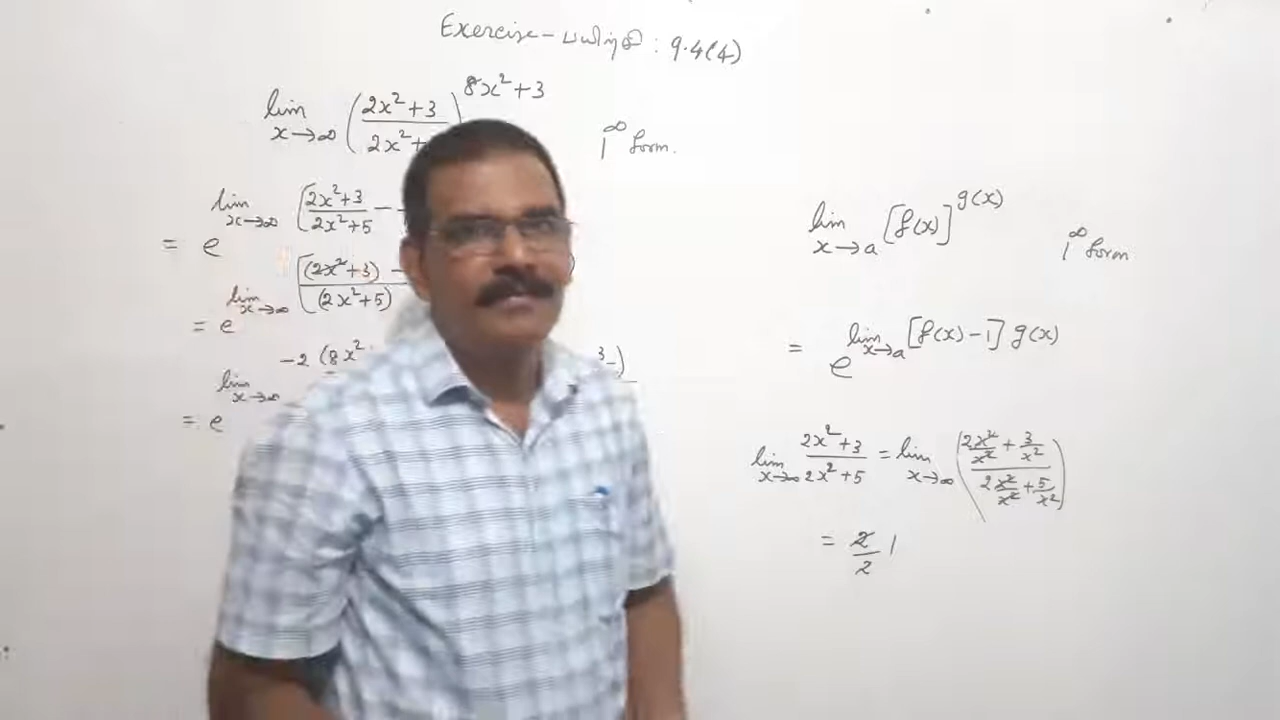 Exercise - பயிற்சி : 9.4(4)
lim x→∞ (2x²+3 / 2x²+ )^8x²+3
1^∞ form.
= e^lim x→∞ [2x²+3 / 2x²+5 -
= e^lim x→∞ [(2x²+3) - / (2x²+5)
= e^lim x→∞ -2 (8x² 3)
lim x→a [f(x)]^g(x)
1^∞ form
= e^lim x→a [f(x)-1] g(x)
lim x→∞ 2x²+3 / 2x²+5 = lim x→∞ (2x²/x² + 3/x² / 2x²/x² + 5/x²)
= 2/2 1